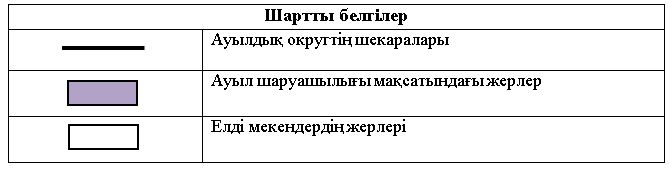 Шартты белгілер
Ауылдық округтің шекаралары
Ауыл шаруашылығы мақсатындағы жерлер
Елді мекендердің жерлері